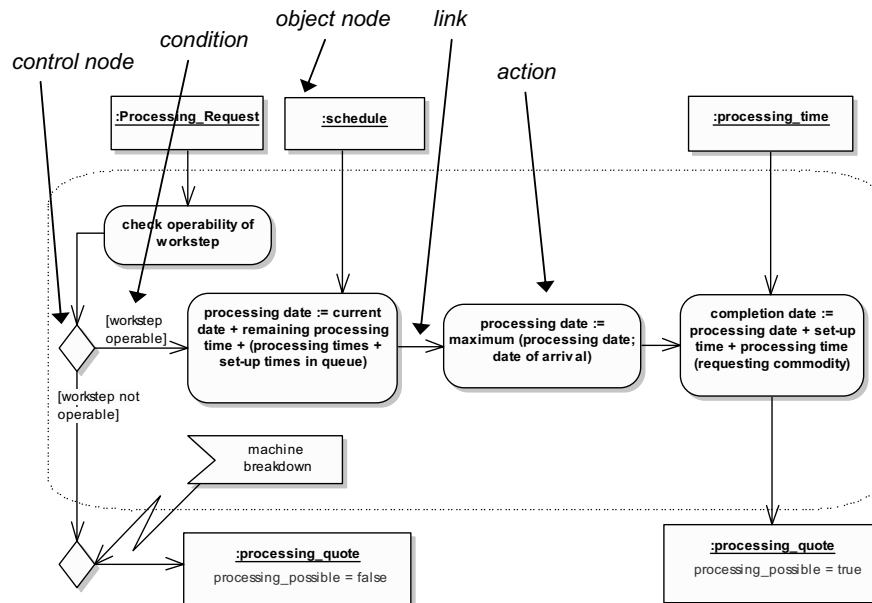 object node
link
condition
control node
action
:Processing_Request
:schedule
:processing_time
check operability of
workstep
[workstep
operable]
processing date := current
date + remaining processing
time + (processing times +
set-up times in queue)
processing date :=
maximum (processing date;
date of arrival)
completion date :=
processing date + set-up
time + processing time
(requesting commodity)
[workstep not
operable]
machine
breakdown
:processing_quote
processing_possible = false
:processing_quote
processing_possible = true